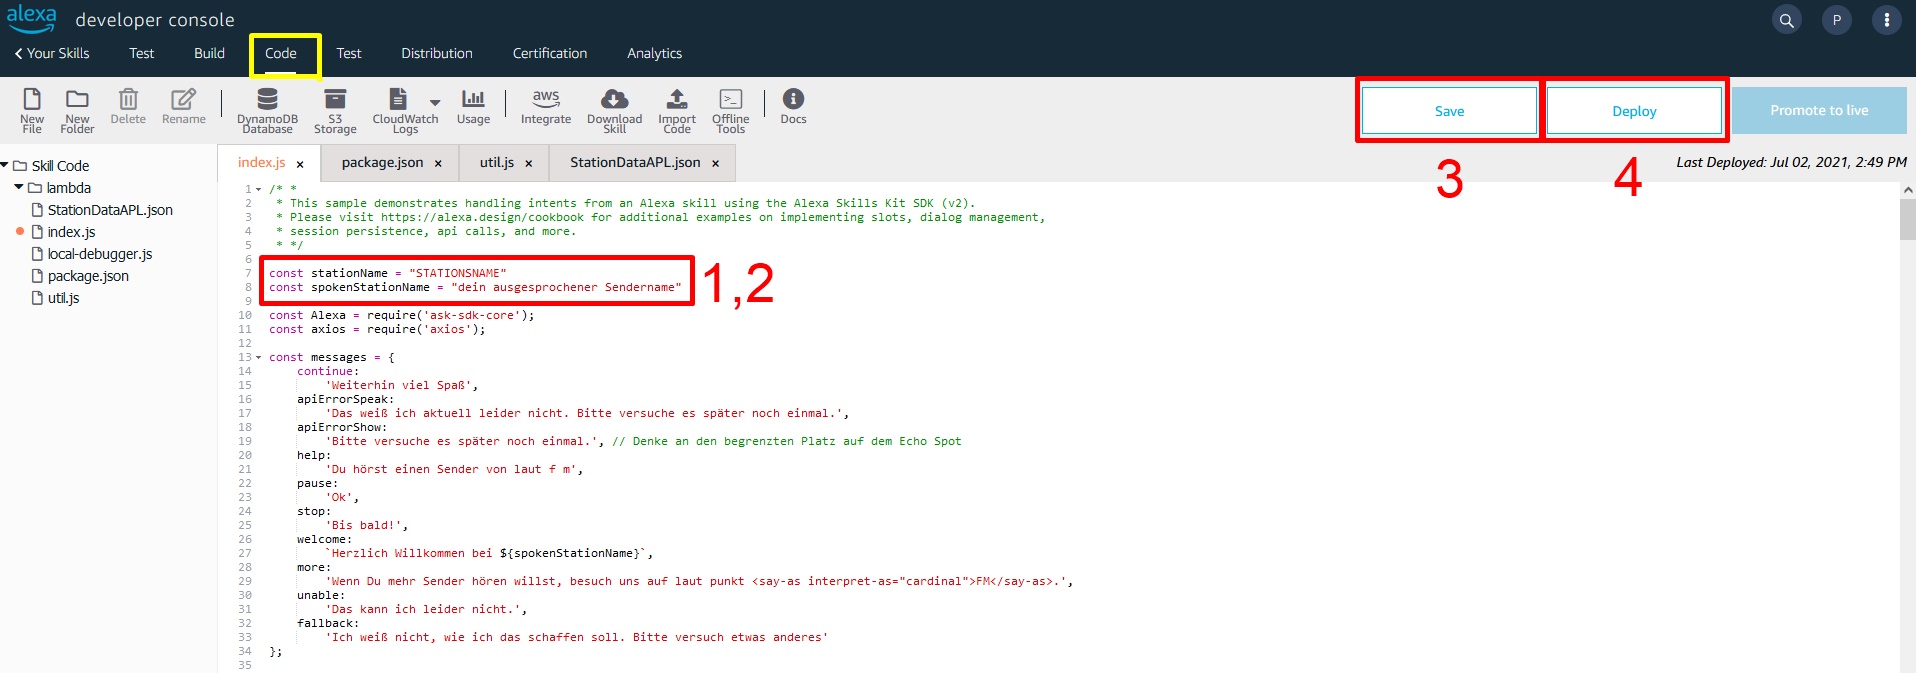 alexa developer console
P
Your Skills Test Build Code Test Distribution Certification Analytics
New File
New Folder
Delete
Rename
DynamoDB Database
S3 Storage
CloudWatch Logs
Usage
aws Integrate
Download Skill
Import Code
Offline Tools
Docs
Save
Deploy
Promote to live
3
4
Last Deployed: Jul 02, 2021, 2:49 PM
Skill Code
lambda
StationDataAPL.json
index.js
local-debugger.js
package.json
util.js
index.js × package.json × util.js × StationDataAPL.json ×
1 /* *
2 * This sample demonstrates handling intents from an Alexa skill using the Alexa Skills Kit SDK (v2).
3 * Please visit https://alexa.design/cookbook for additional examples on implementing slots, dialog management,
4 * session persistence, api calls, and more.
5 * */
6
7 const stationName = "STATIONSNAME"
8 const spokenStationName = "dein ausgesprochener Sendername"
1,2
9
10 const Alexa = require('ask-sdk-core');
11 const axios = require('axios');
12
13 const messages = {
14 continue:
15 'Weiterhin viel Spaß',
16 apiErrorSpeak:
17 'Das weiß ich aktuell leider nicht. Bitte versuche es später noch einmal.',
18 apiErrorShow:
19 'Bitte versuche es später noch einmal.', // Denke an den begrenzten Platz auf dem Echo Spot
20 help:
21 'Du hörst einen Sender von laut f m',
22 pause:
23 'Ok',
24 stop:
25 'Bis bald!',
26 welcome:
27 `Herzlich Willkommen bei ${spokenStationName}`,
28 more:
29 'Wenn Du mehr Sender hören willst, besuch uns auf laut punkt <say-as interpret-as="cardinal">FM</say-as>.',
30 unable:
31 'Das kann ich leider nicht.',
32 fallback:
33 'Ich weiß nicht, wie ich das schaffen soll. Bitte versuch etwas anderes'
34 };
35